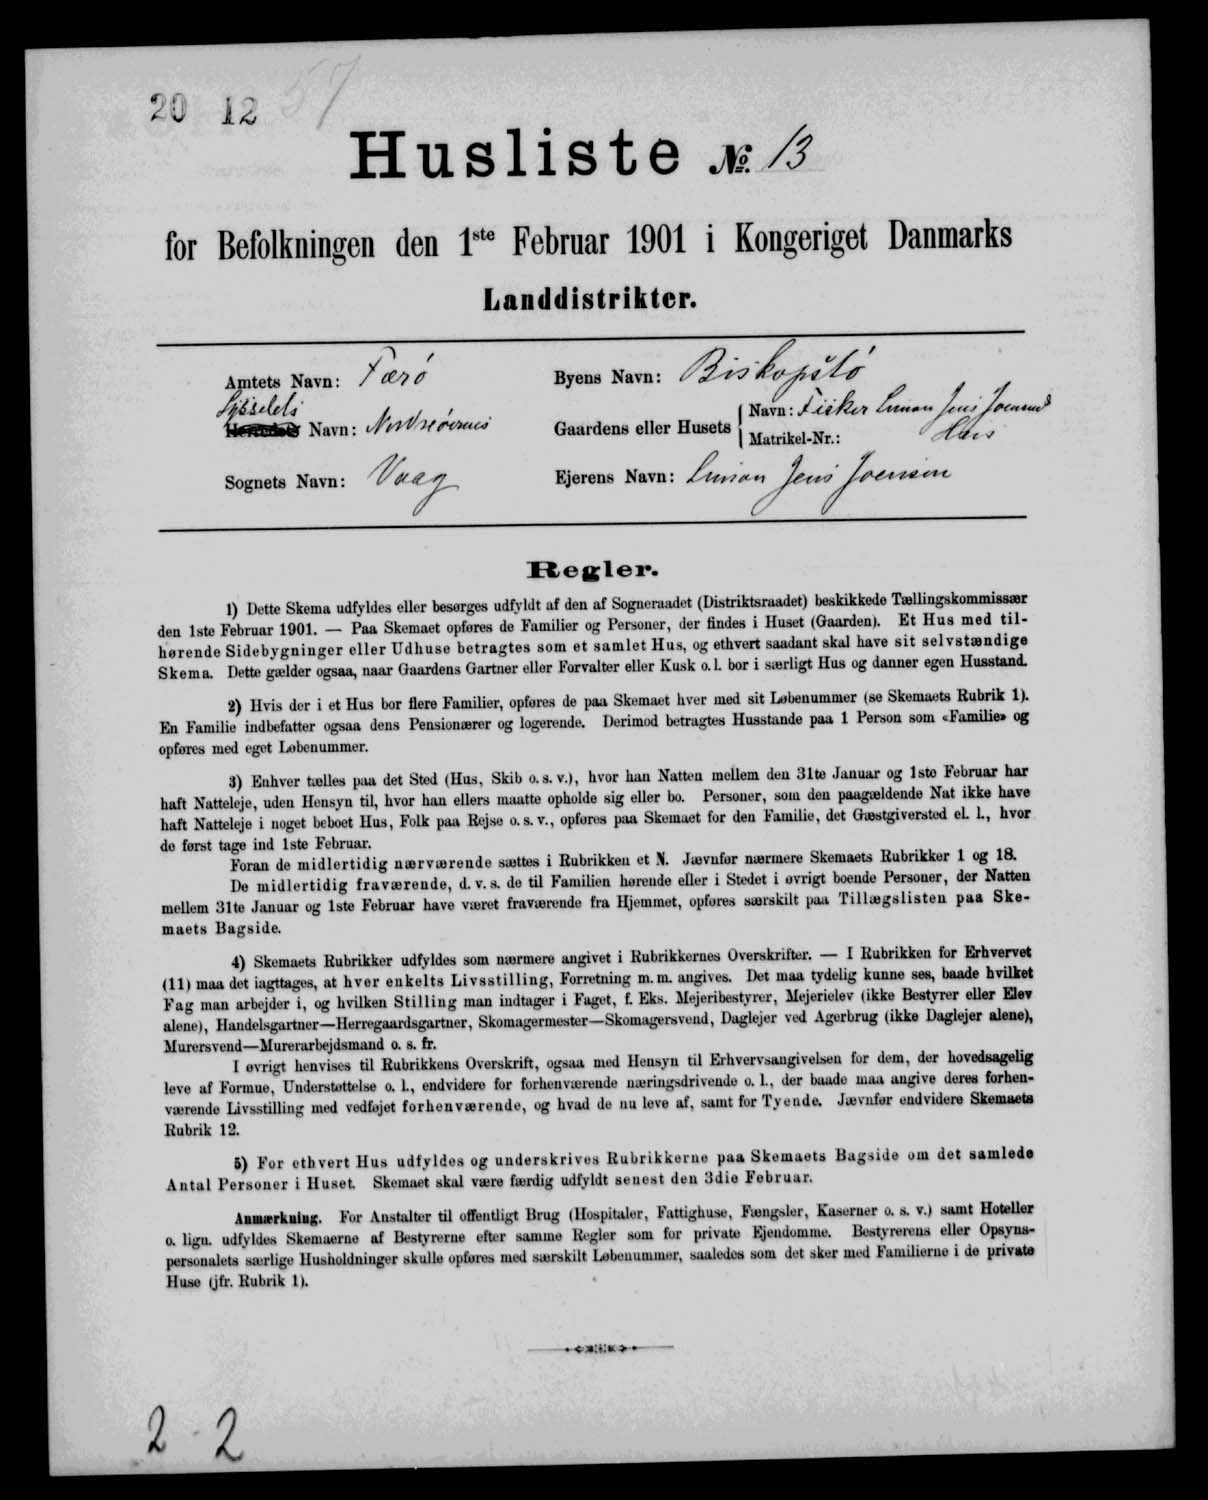 20 12 57
Husliste № 13
for Befolkningen den 1ste Februar 1901 i Kongeriget Danmarks
Landdistrikter.
Amtets Navn: Færö
Byens Navn: Biskopstö
Sysselets
Herredets Navn: Norderöernes
Gaardens eller Husets
Navn: Fisker Simon Jens Joensens
Matrikel-Nr.: Hus
Sognets Navn: Vaag
Ejerens Navn: Simon Jens Joensen
Regler.
1) Dette Skema udfyldes eller besørges udfyldt af den af Sogneraadet (Distriktsraadet) beskikkede Tællingskommissær
den 1ste Februar 1901. — Paa Skemaet opføres de Familier og Personer, der findes i Huset (Gaarden). Et Hus med til-
hørende Sidebygninger eller Udhuse betragtes som et samlet Hus, og ethvert saadant skal have sit selvstændige
Skema. Dette gælder ogsaa, naar Gaardens Gartner eller Forvalter eller Kusk o. l. bor i særligt Hus og danner egen Husstand.
2) Hvis der i et Hus bor flere Familier, opføres de paa Skemaet hver med sit Løbenummer (se Skemaets Rubrik 1).
En Familie indbefatter ogsaa dens Pensionærer og logerende. Derimod betragtes Husstande paa 1 Person som «Familie» og
opføres med eget Løbenummer.
3) Enhver tælles paa det Sted (Hus, Skib o. s. v.), hvor han Natten mellem den 31te Januar og 1ste Februar har
haft Natteleje, uden Hensyn til, hvor han ellers maatte opholde sig eller bo. Personer, som den paagældende Nat ikke have
haft Natteleje i noget beboet Hus, Folk paa Rejse o. s. v., opføres paa Skemaet for den Familie, det Gæstgiversted el. l., hvor
de først tage ind 1ste Februar.
Foran de midlertidig nærværende sættes i Rubrikken et N. Jævnfør nærmere Skemaets Rubrikker 1 og 18.
De midlertidig fraværende, d. v. s. de til Familien hørende eller i Stedet i øvrigt boende Personer, der Natten
mellem 31te Januar og 1ste Februar have været fraværende fra Hjemmet, opføres særskilt paa Tillægslisten paa Ske-
maets Bagside.
4) Skemaets Rubrikker udfyldes som nærmere angivet i Rubrikkernes Overskrifter. — I Rubrikken for Erhvervet
(11) maa det iagttages, at hver enkelts Livsstilling, Forretning m. m. angives. Det maa tydelig kunne ses, baade hvilket
Fag man arbejder i, og hvilken Stilling man indtager i Faget, f. Eks. Mejeribestyrer, Mejerielev (ikke Bestyrer eller Elev
alene), Handelsgartner—Herregaardsgartner, Skomagermester—Skomagersvend, Daglejer ved Agerbrug (ikke Daglejer alene),
Murersvend—Murerarbejdsmand o. s. fr.
I øvrigt henvises til Rubrikkens Overskrift, ogsaa med Hensyn til Erhvervsangivelsen for dem, der hovedsagelig
leve af Formue, Understøttelse o. l., endvidere for forhenværende næringsdrivende o. l., der baade maa angive deres forhen-
værende Livsstilling med vedføjet forhenværende, og hvad de nu leve af, samt for Tyende. Jævnfør endvidere Skemaets
Rubrik 12.
5) For ethvert Hus udfyldes og underskrives Rubrikkerne paa Skemaets Bagside om det samlede
Antal Personer i Huset. Skemaet skal være færdig udfyldt senest den 3die Februar.
Anmærkning. For Anstalter til offentligt Brug (Hospitaler, Fattighuse, Fængsler, Kaserner o. s. v.) samt Hoteller
o. lign. udfyldes Skemaerne af Bestyrerne efter samme Regler som for private Ejendomme. Bestyrerens eller Opsyns-
personalets særlige Husholdninger skulle opføres med særskilt Løbenummer, saaledes som det sker med Familierne i de private
Huse (jfr. Rubrik 1).
2 2